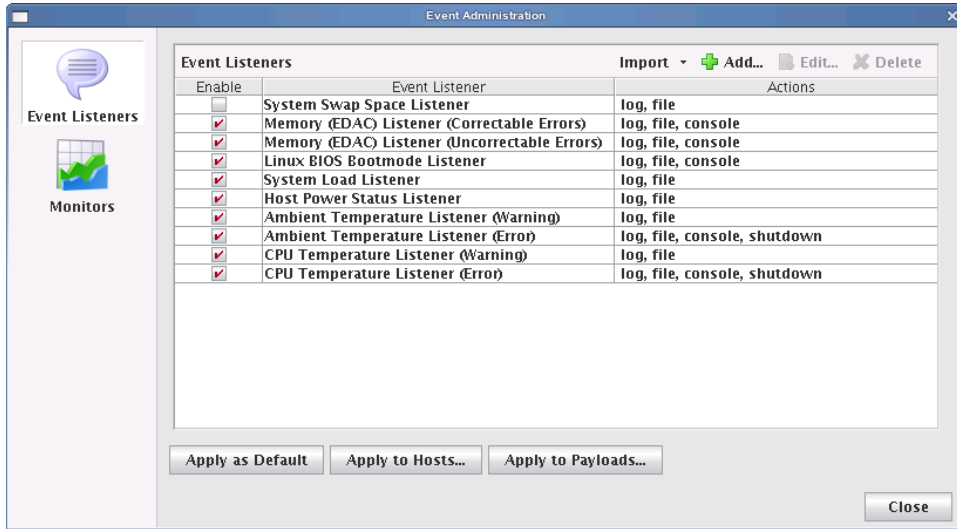 Event Administration
Event Listeners
Monitors
Event Listeners Import Add... Edit... Delete
Enable Event Listener Actions
System Swap Space Listener log, file
Memory (EDAC) Listener (Correctable Errors) log, file, console
Memory (EDAC) Listener (Uncorrectable Errors) log, file, console
Linux BIOS Bootmode Listener log, file, console
System Load Listener log, file
Host Power Status Listener log, file
Ambient Temperature Listener (Warning) log, file
Ambient Temperature Listener (Error) log, file, console, shutdown
CPU Temperature Listener (Warning) log, file
CPU Temperature Listener (Error) log, file, console, shutdown
Apply as Default Apply to Hosts... Apply to Payloads...
Close